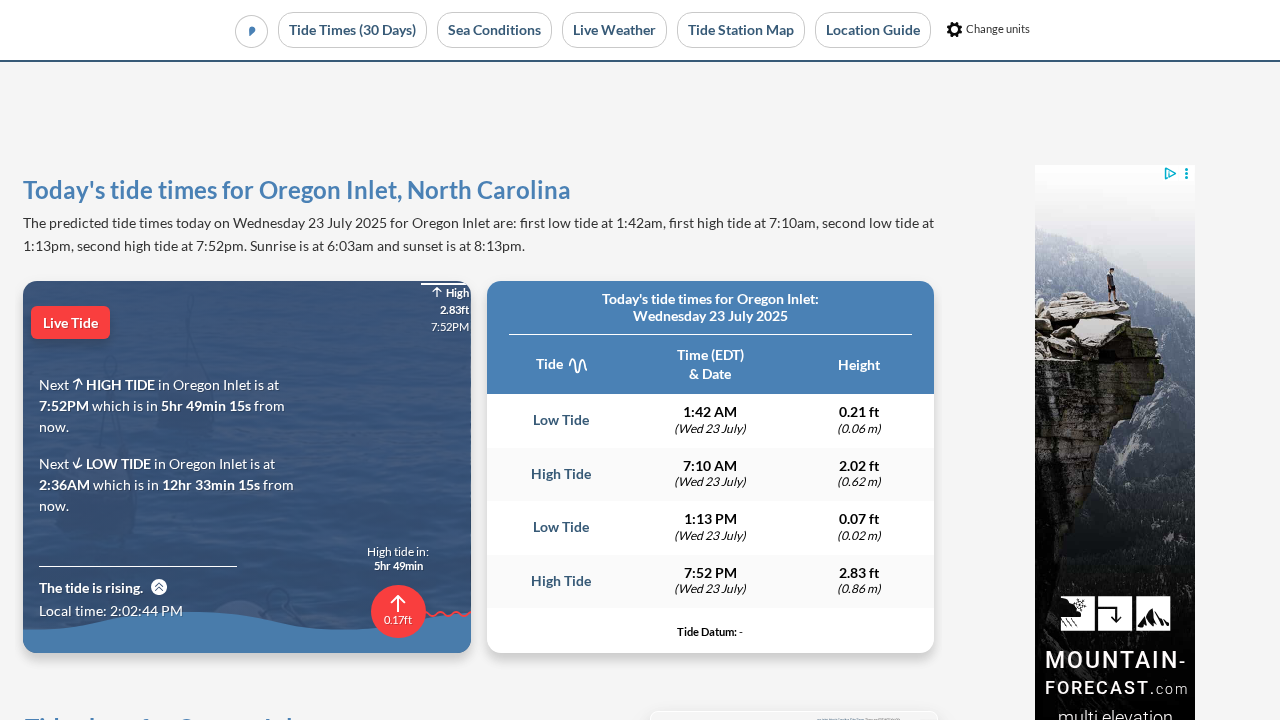 Tide Times (30 Days)
Sea Conditions
Live Weather
Tide Station Map
Location Guide
Change units
Today's tide times for Oregon Inlet, North Carolina
The predicted tide times today on Wednesday 23 July 2025 for Oregon Inlet are: first low tide at 1:42am, first high tide at 7:10am, second low tide at
1:13pm, second high tide at 7:52pm. Sunrise is at 6:03am and sunset is at 8:13pm.
High
2.83ft
7:52PM
Live Tide
Next HIGH TIDE in Oregon Inlet is at
7:52PM which is in 5hr 49min 15s from
now.
Next LOW TIDE in Oregon Inlet is at
2:36AM which is in 12hr 33min 15s from
now.
High tide in:
5hr 49min
The tide is rising.
Local time: 2:02:44 PM
0.17ft
Today's tide times for Oregon Inlet:
Wednesday 23 July 2025
Tide
Time (EDT)
& Date
Height
Low Tide
1:42 AM
(Wed 23 July)
0.21 ft
(0.06 m)
High Tide
7:10 AM
(Wed 23 July)
2.02 ft
(0.62 m)
Low Tide
1:13 PM
(Wed 23 July)
0.07 ft
(0.02 m)
High Tide
7:52 PM
(Wed 23 July)
2.83 ft
(0.86 m)
Tide Datum: -
MOUNTAIN-
FORECAST.com
multi elevation